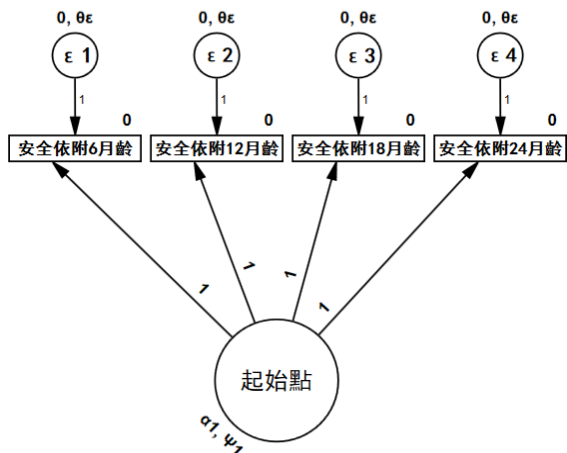 0, θε 0, θε 0, θε 0, θε
ε 1 ε 2 ε 3 ε 4
1 1 1 1
0 0 0 0
安全依附6月齡 安全依附12月齡 安全依附18月齡 安全依附24月齡
1 1 1 1
起始點
α1, Ψ1